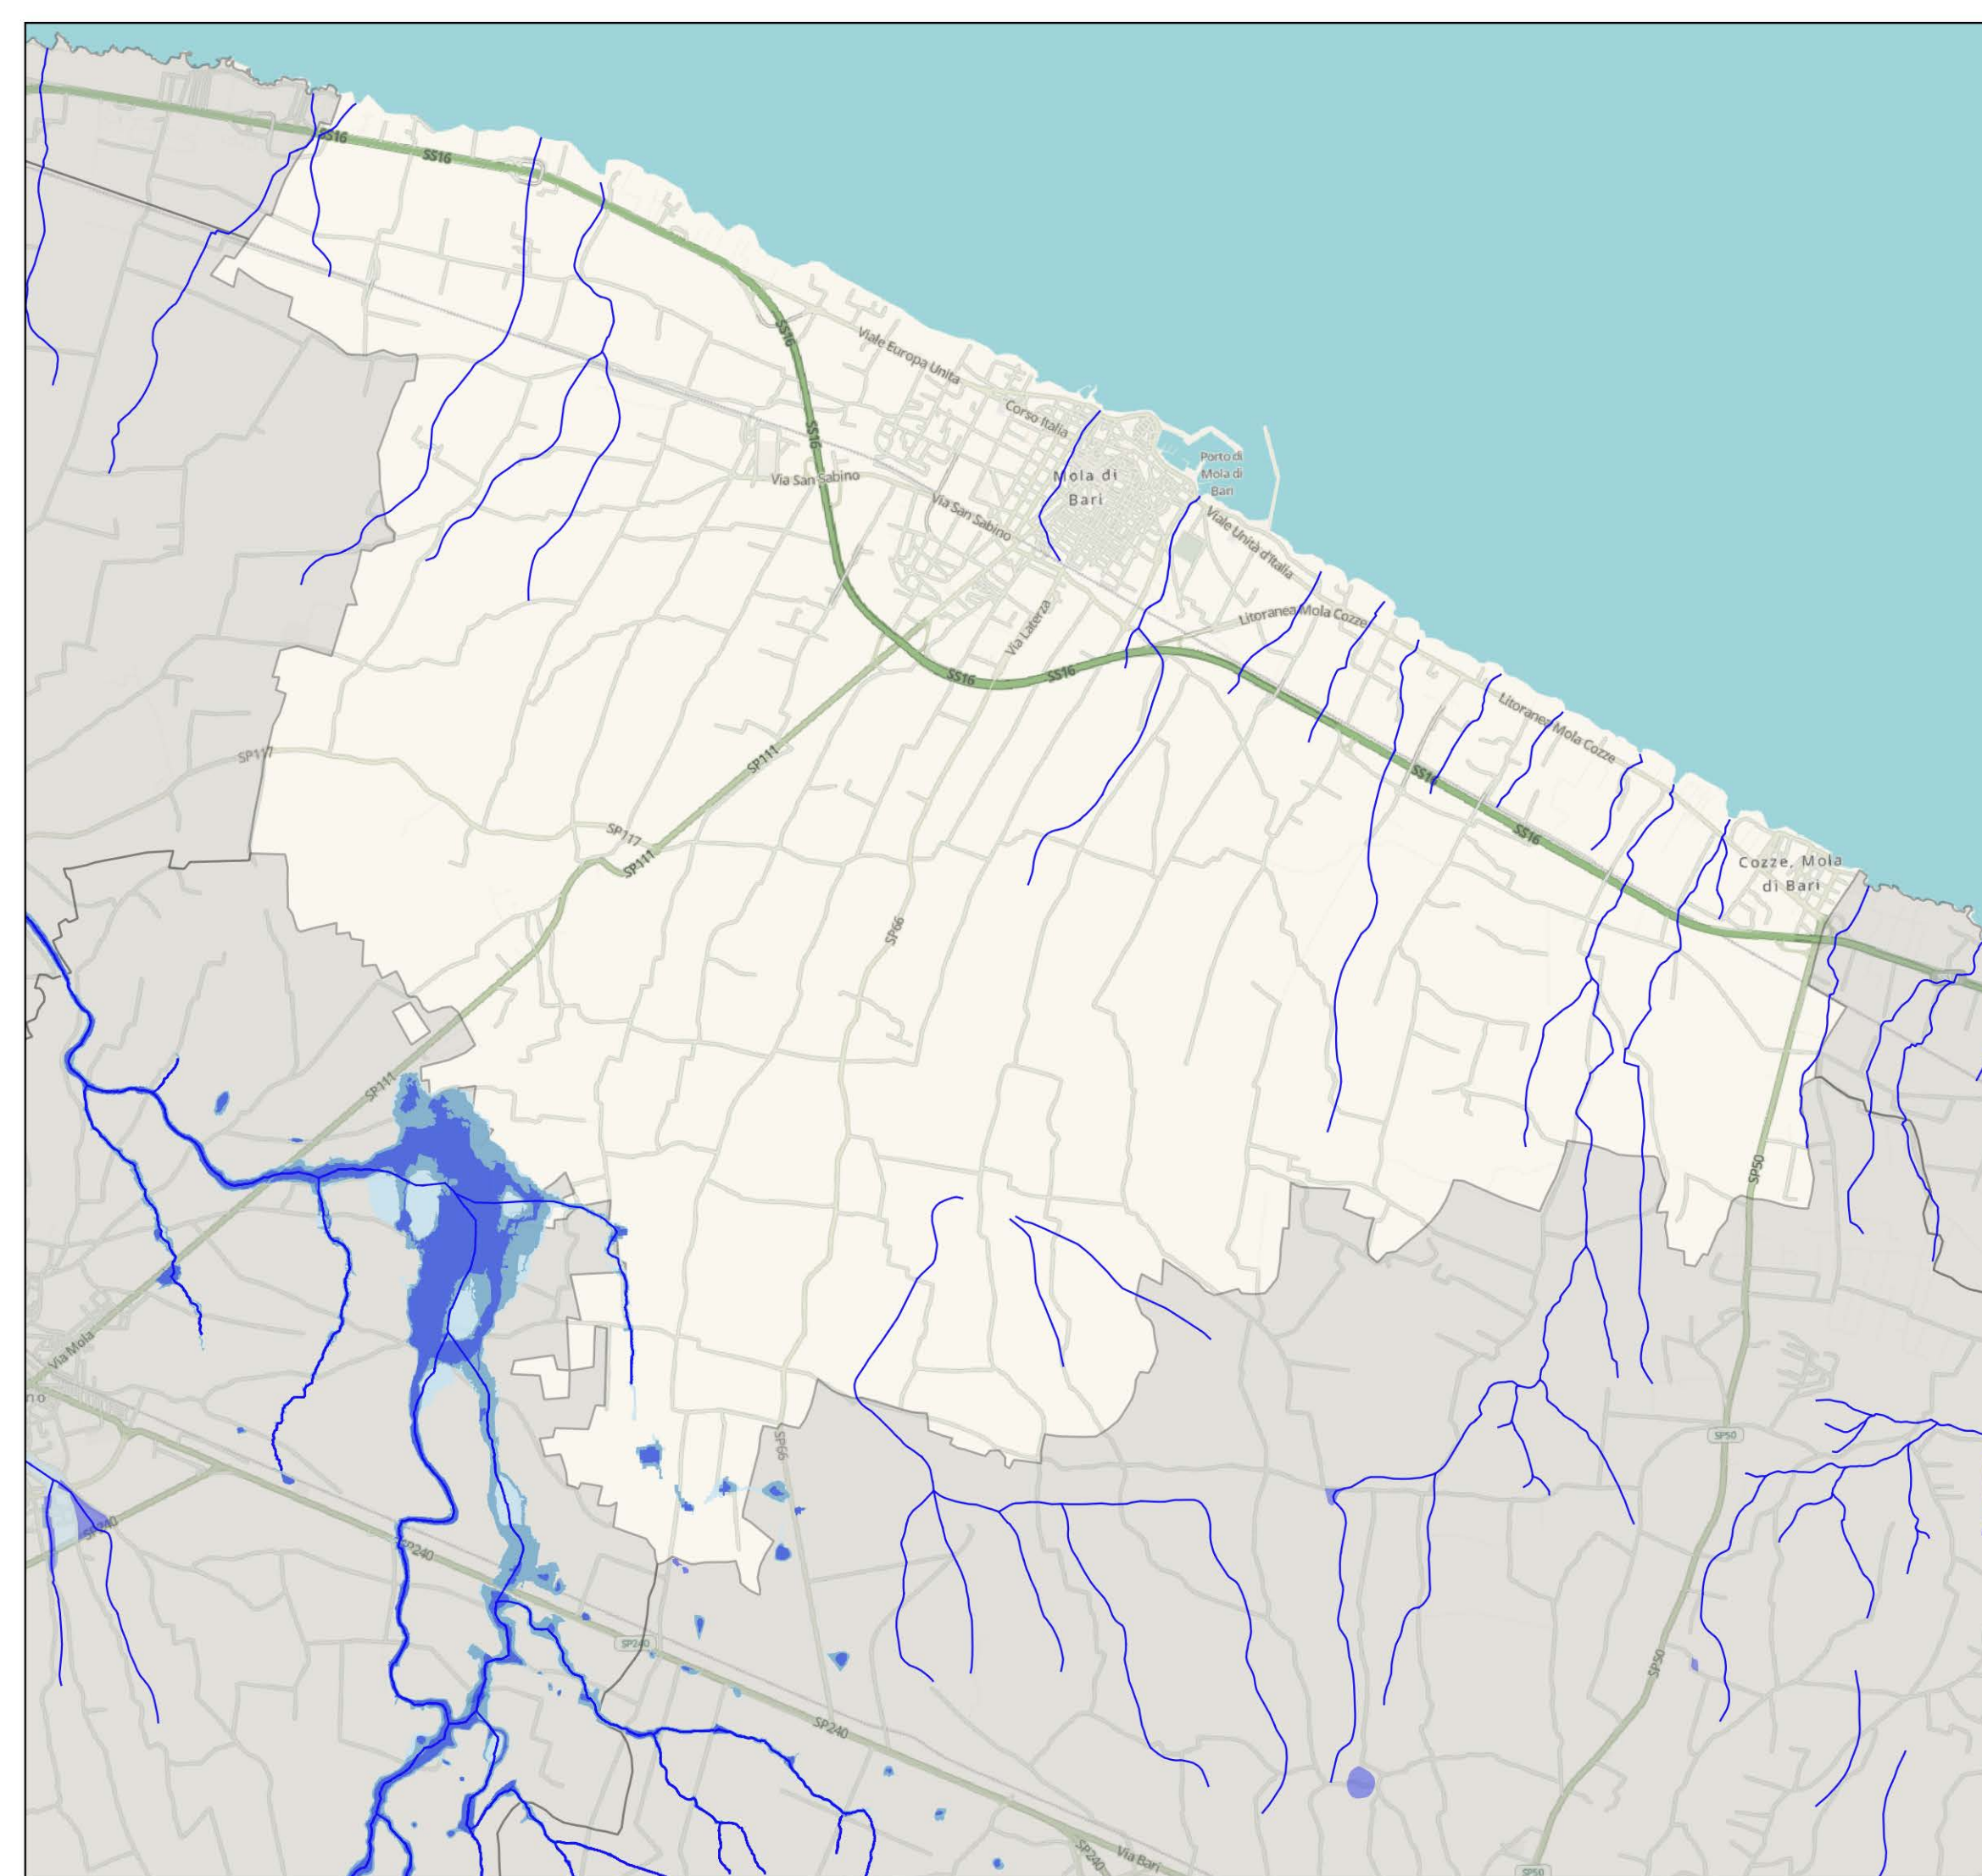 SS16
SS16
SS16
Viale Europa Unita
Corso Italia
SS16
Via San Sabino
Mola di
Bari
Porto di
Mola di
Bari
Via San Sabino
Viale Unità d'Italia
Via Laterza
Litoranea Mola Cozze
SS16
SS16
Litoranea Mola Cozze
SP117
SP111
SS16
SP117
SP111
SS16
Cozze, Mola
di Bari
SP66
SP111
SP50
Via Mola
no
SP66
SP50
SP240
SP240
SP240
SP50
SP240
SP240
Via Bari
SP50